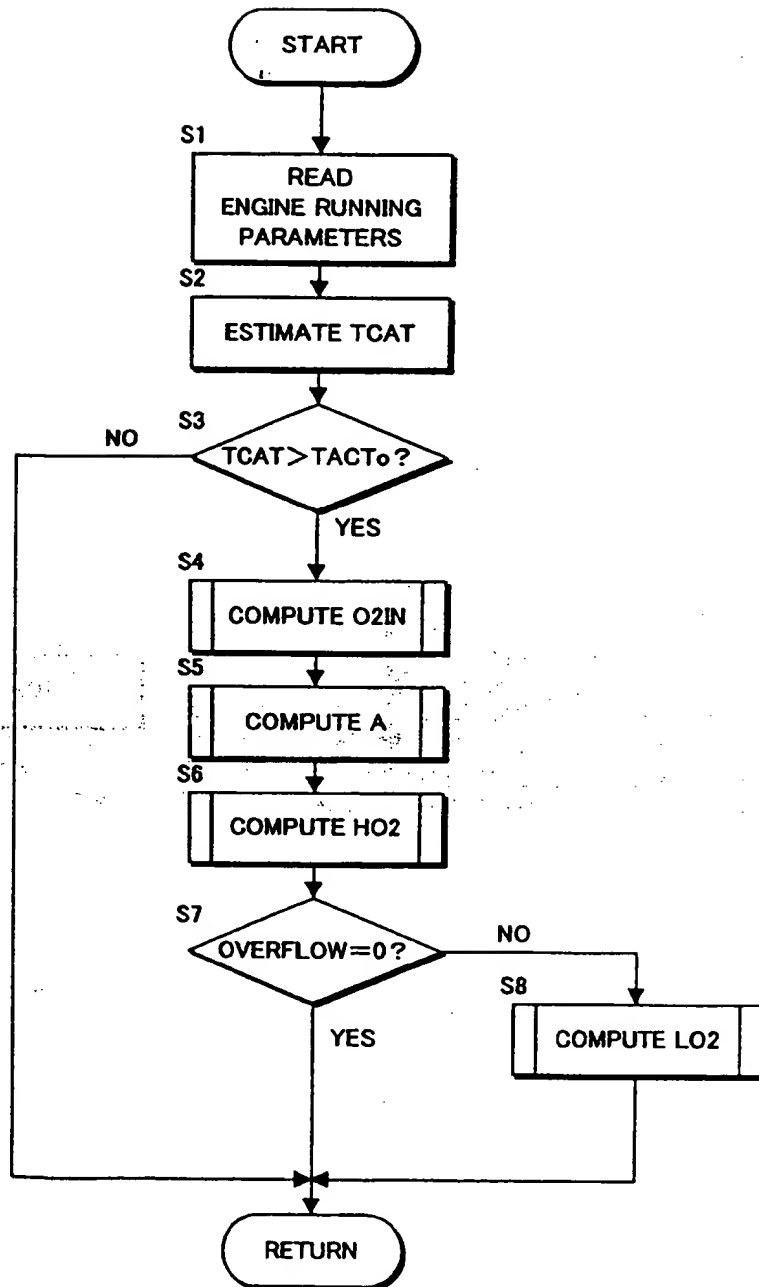 START
S1
READ
ENGINE RUNNING
PARAMETERS
S2
ESTIMATE TCAT
S3
NO
TCAT>TACTo?
YES
S4
COMPUTE O2IN
S5
COMPUTE A
S6
COMPUTE HO2
S7
OVERFLOW=0?
NO
YES
S8
COMPUTE LO2
RETURN